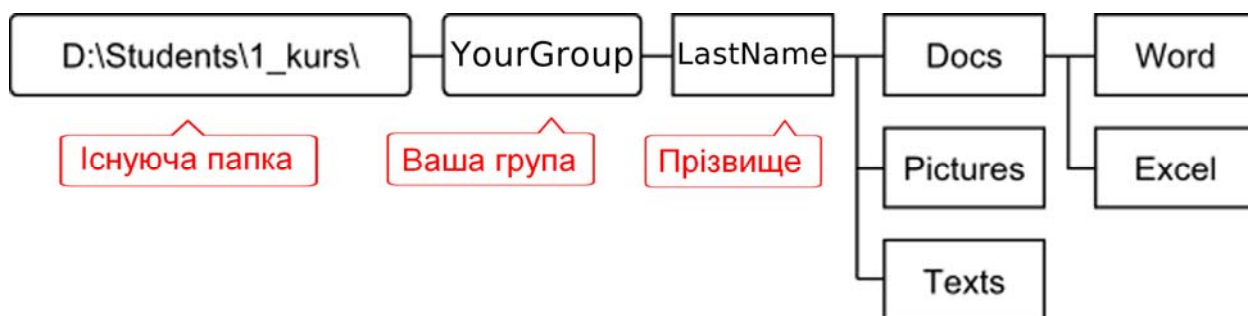 D:\Students\1_kurs\ YourGroup LastName Docs Word
Існуюча папка Ваша група Прізвище Pictures Excel
Texts